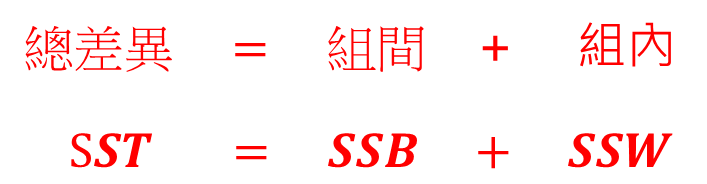 總差異 = 組間 + 組內
SST = SSB + SSW